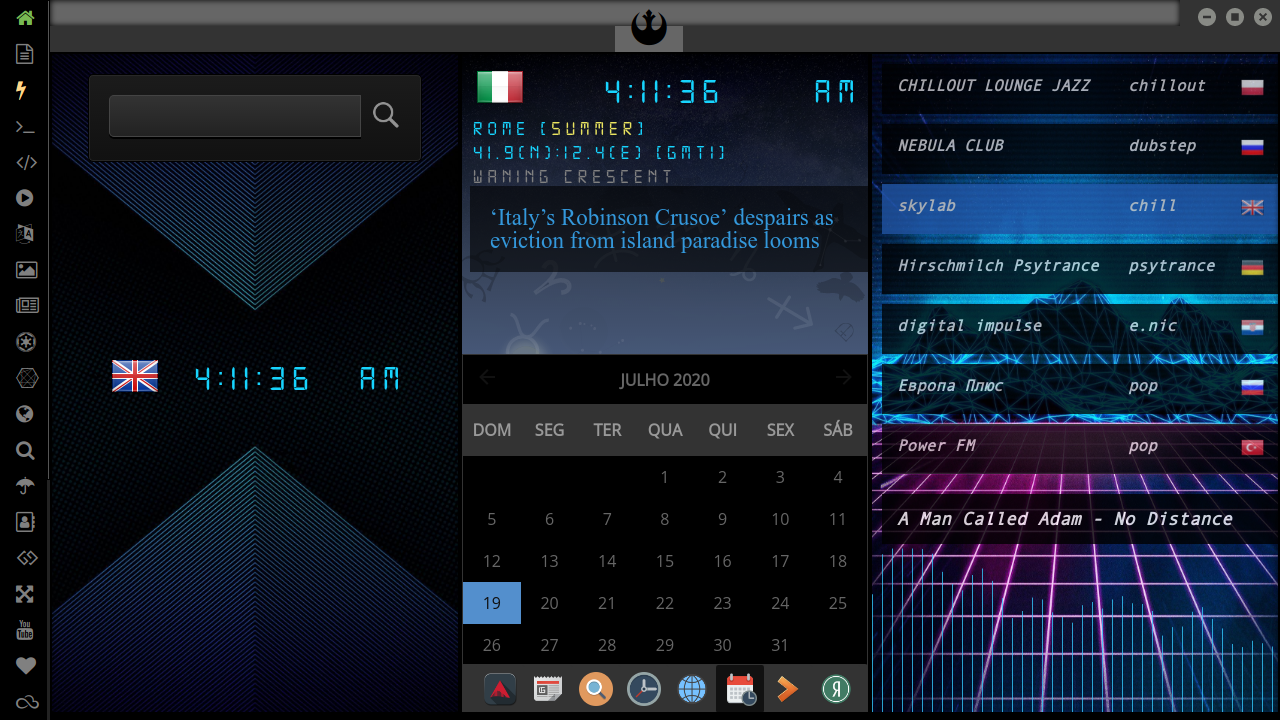 4:11:36 AM
4:11:36 AM
ROME (SUMMER)
41.9(N):12.4(E) (GMT1)
WANING CRESCENT
‘Italy’s Robinson Crusoe’ despairs as
eviction from island paradise looms
JULHO 2020
DOM SEG TER QUA QUI SEX SÁB
1 2 3 4
5 6 7 8 9 10 11
12 13 14 15 16 17 18
19 20 21 22 23 24 25
26 27 28 29 30 31
CHILLOUT LOUNGE JAZZ chillout
NEBULA CLUB dubstep
skylab chill
Hirschmilch Psytrance psytrance
digital impulse e.nic
Европа Плюс pop
Power FM pop
A Man Called Adam - No Distance
You
Tube
Я